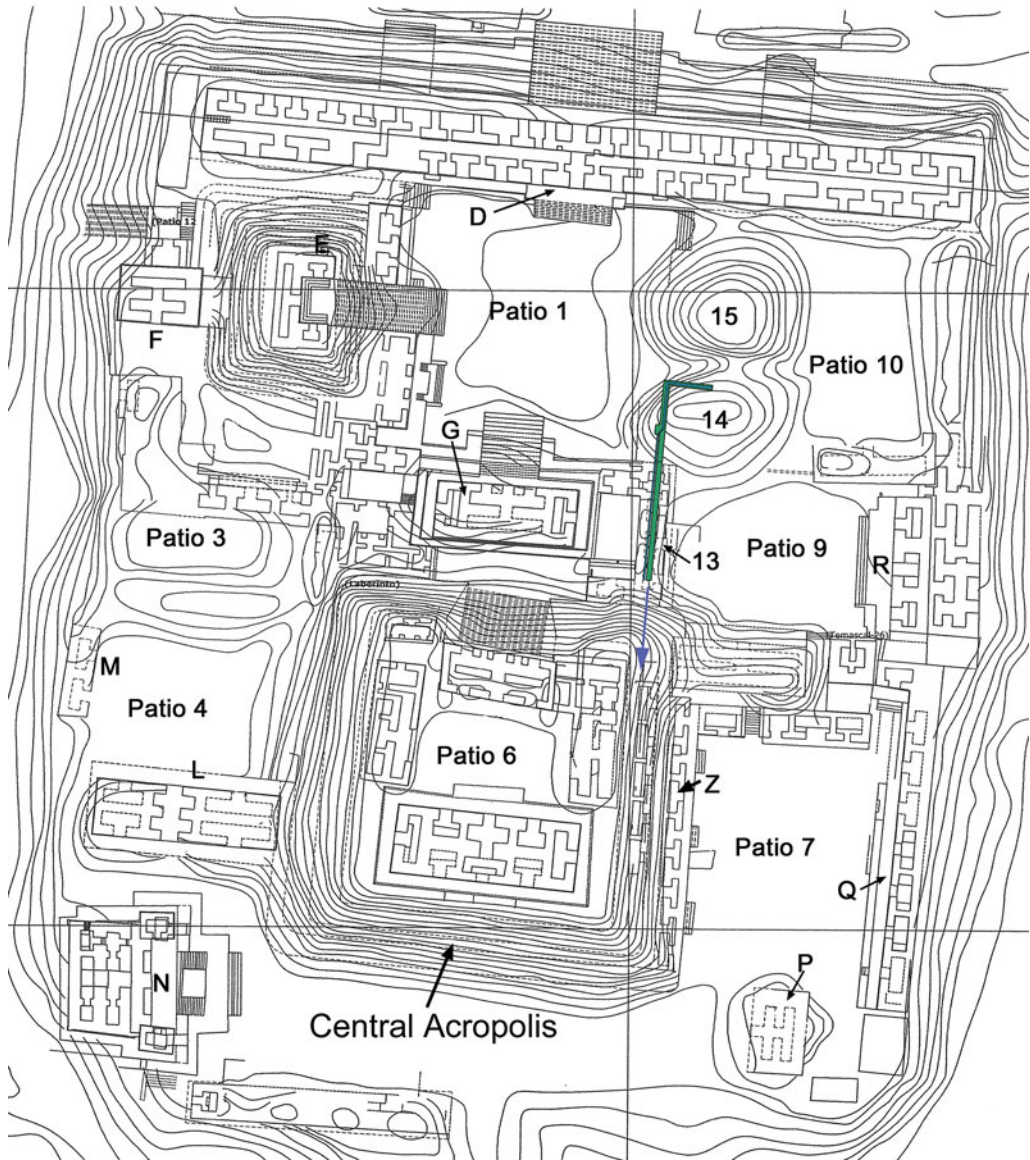 D
(Patio 12
E
Patio 1
15
F
Patio 10
14
G
Patio 3
Patio 9
13
R
(Laberinto)
(Temascal-26)
M
Patio 4
Patio 6
Z
L
Patio 7
Q
N
P
Central Acropolis